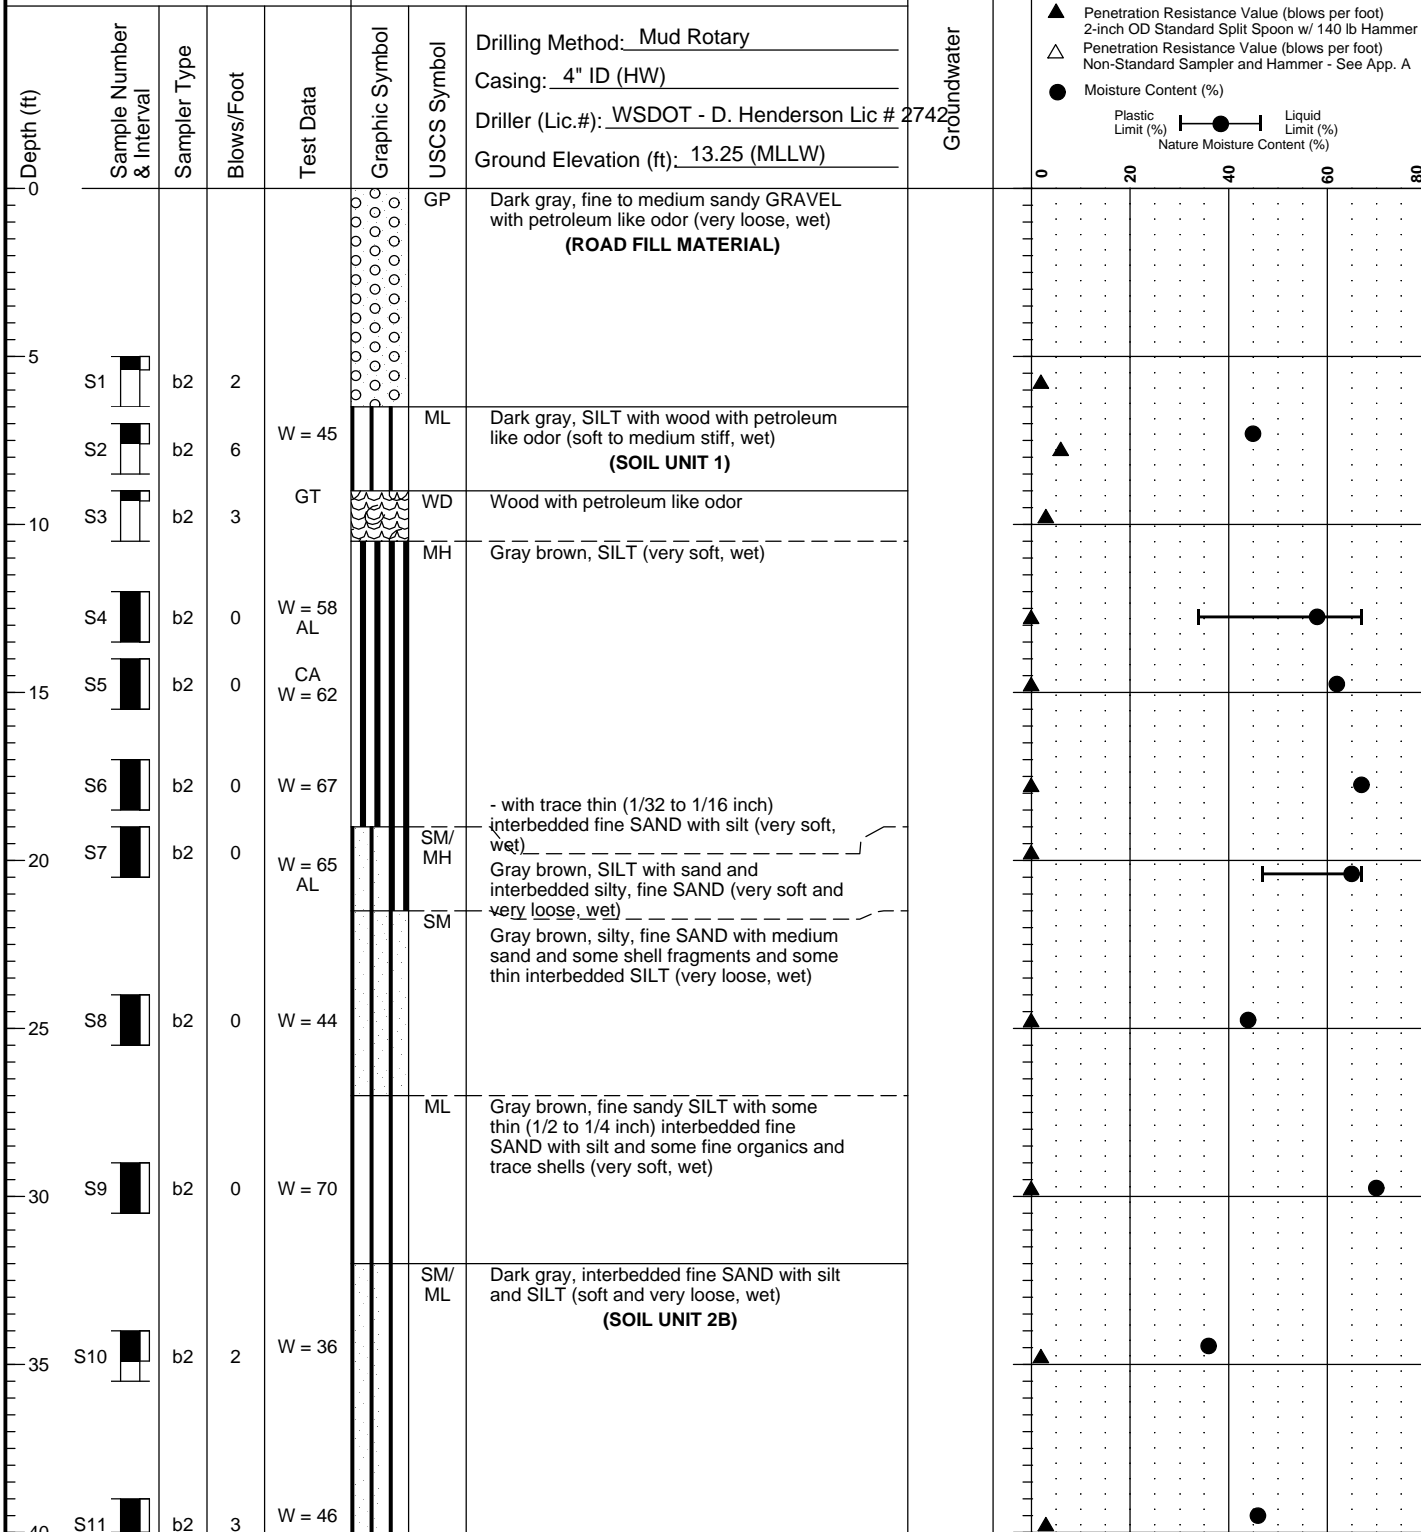 Depth (ft)
Sample Number
& Interval
Sampler Type
Blows/Foot
Test Data
Graphic Symbol
USCS Symbol
Drilling Method: Mud Rotary
Casing: 4" ID (HW)
Driller (Lic.#): WSDOT - D. Henderson Lic # 2742
Ground Elevation (ft): 13.25 (MLLW)
Groundwater
Penetration Resistance Value (blows per foot)
2-inch OD Standard Split Spoon w/ 140 lb Hammer
Penetration Resistance Value (blows per foot)
Non-Standard Sampler and Hammer - See App. A
Moisture Content (%)
Plastic Limit (%)
Liquid Limit (%)
Nature Moisture Content (%)
0 20 40 60 80
0
GP
Dark gray, fine to medium sandy GRAVEL
with petroleum like odor (very loose, wet)
(ROAD FILL MATERIAL)
5
S1 b2 2
ML
Dark gray, SILT with wood with petroleum
like odor (soft to medium stiff, wet)
(SOIL UNIT 1)
S2 b2 6 W = 45
GT
WD
Wood with petroleum like odor
S3 b2 3
10
MH
Gray brown, SILT (very soft, wet)
S4 b2 0 W = 58
AL
S5 b2 0 CA
W = 62
15
S6 b2 0 W = 67
- with trace thin (1/32 to 1/16 inch)
interbedded fine SAND with silt (very soft,
wet)
S7 b2 0
SM/
MH
20
W = 65
AL
Gray brown, SILT with sand and
interbedded silty, fine SAND (very soft and
very loose, wet)
SM
Gray brown, silty, fine SAND with medium
sand and some shell fragments and some
thin interbedded SILT (very loose, wet)
S8 b2 0 W = 44
25
ML
Gray brown, fine sandy SILT with some
thin (1/2 to 1/4 inch) interbedded fine
SAND with silt and some fine organics and
trace shells (very soft, wet)
S9 b2 0 W = 70
30
SM/
ML
Dark gray, interbedded fine SAND with silt
and SILT (soft and very loose, wet)
(SOIL UNIT 2B)
S10 b2 2 W = 36
35
S11 b2 3 W = 46
40